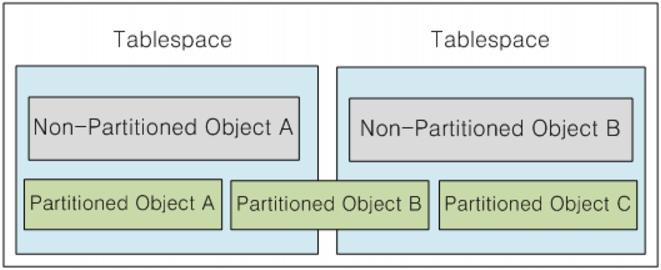 Tablespace
Tablespace
Non-Partitioned Object A
Non-Partitioned Object B
Partitioned Object A
Partitioned Object B
Partitioned Object C